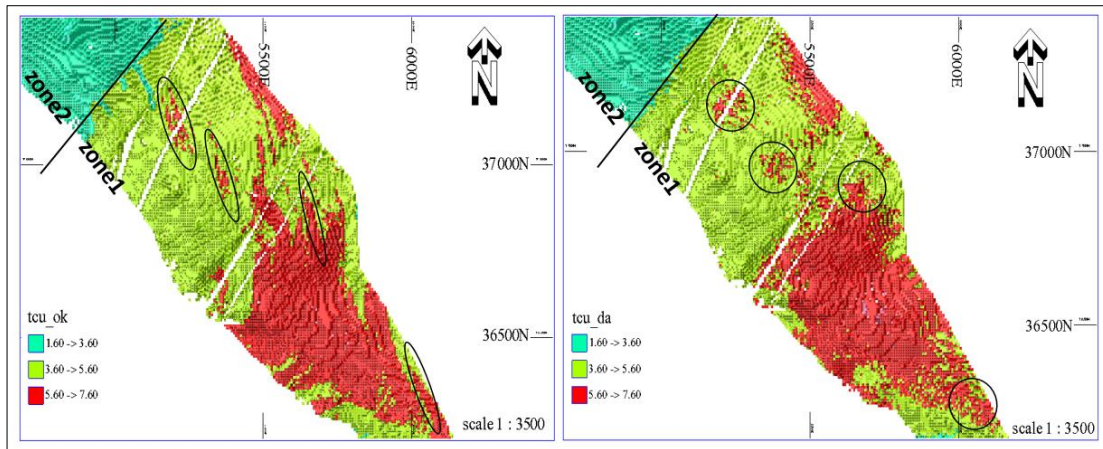 zone2
zone1
5500E
6000E
N
37000N
36500N
tcu_ok
1.60 -> 3.60
3.60 -> 5.60
5.60 -> 7.60
scale 1 : 3500
zone2
zone1
5500E
6000E
N
37000N
36500N
tcu_da
1.60 -> 3.60
3.60 -> 5.60
5.60 -> 7.60
scale 1 : 3500